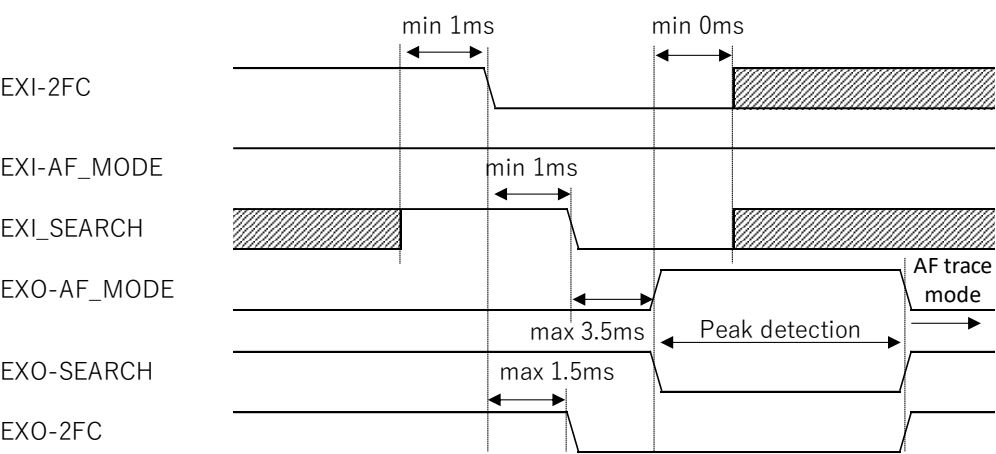 min 1ms
min 0ms
EXI-2FC
EXI-AF_MODE
min 1ms
EXI_SEARCH
AF trace
mode
EXO-AF_MODE
max 3.5ms
Peak detection
EXO-SEARCH
max 1.5ms
EXO-2FC